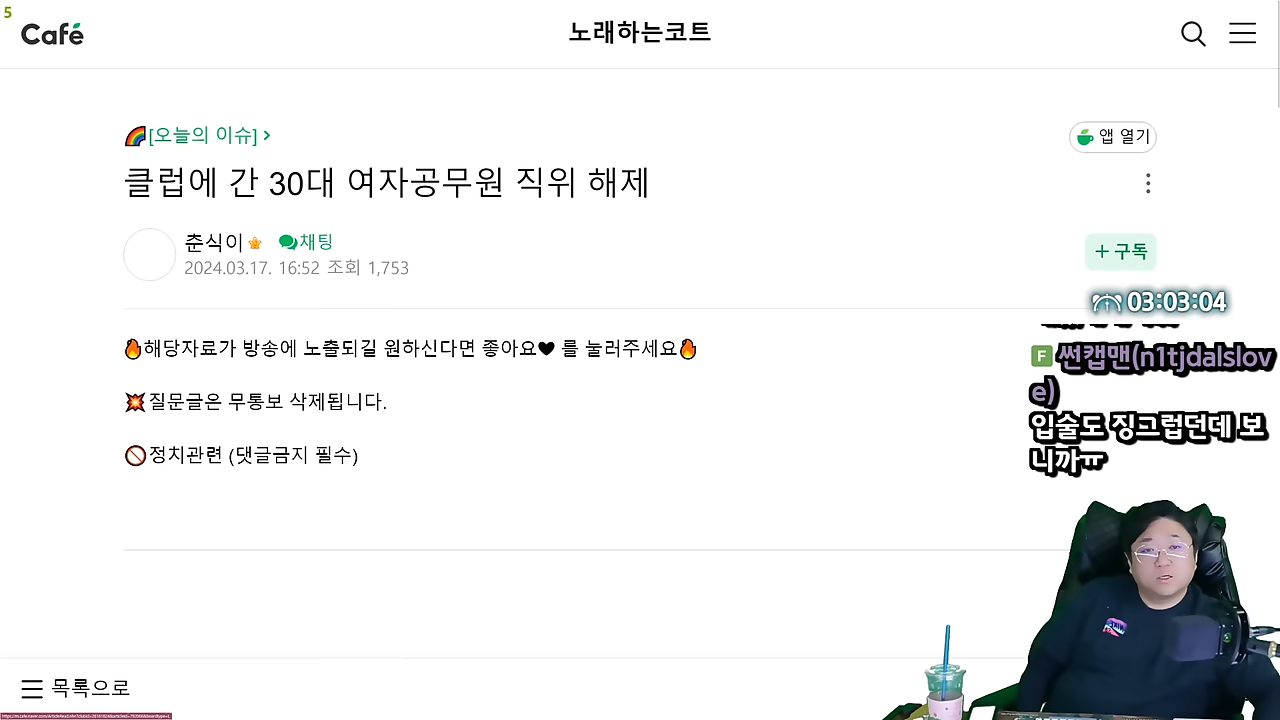 5
Café
노래하는코트
[오늘의 이슈]
앱 열기
클럽에 간 30대 여자공무원 직위 해제
춘식이 채팅
2024.03.17. 16:52 조회 1,753
+ 구독
03:03:04
해당자료가 방송에 노출되길 원하신다면 좋아요🖤 를 눌러주세요
질문글은 무통보 삭제됩니다.
정치관련 (댓글금지 필수)
F 썬캡맨(n1tjdalslov
e)
입술도 징그럽던데 보
니까ㅠ
목록으로